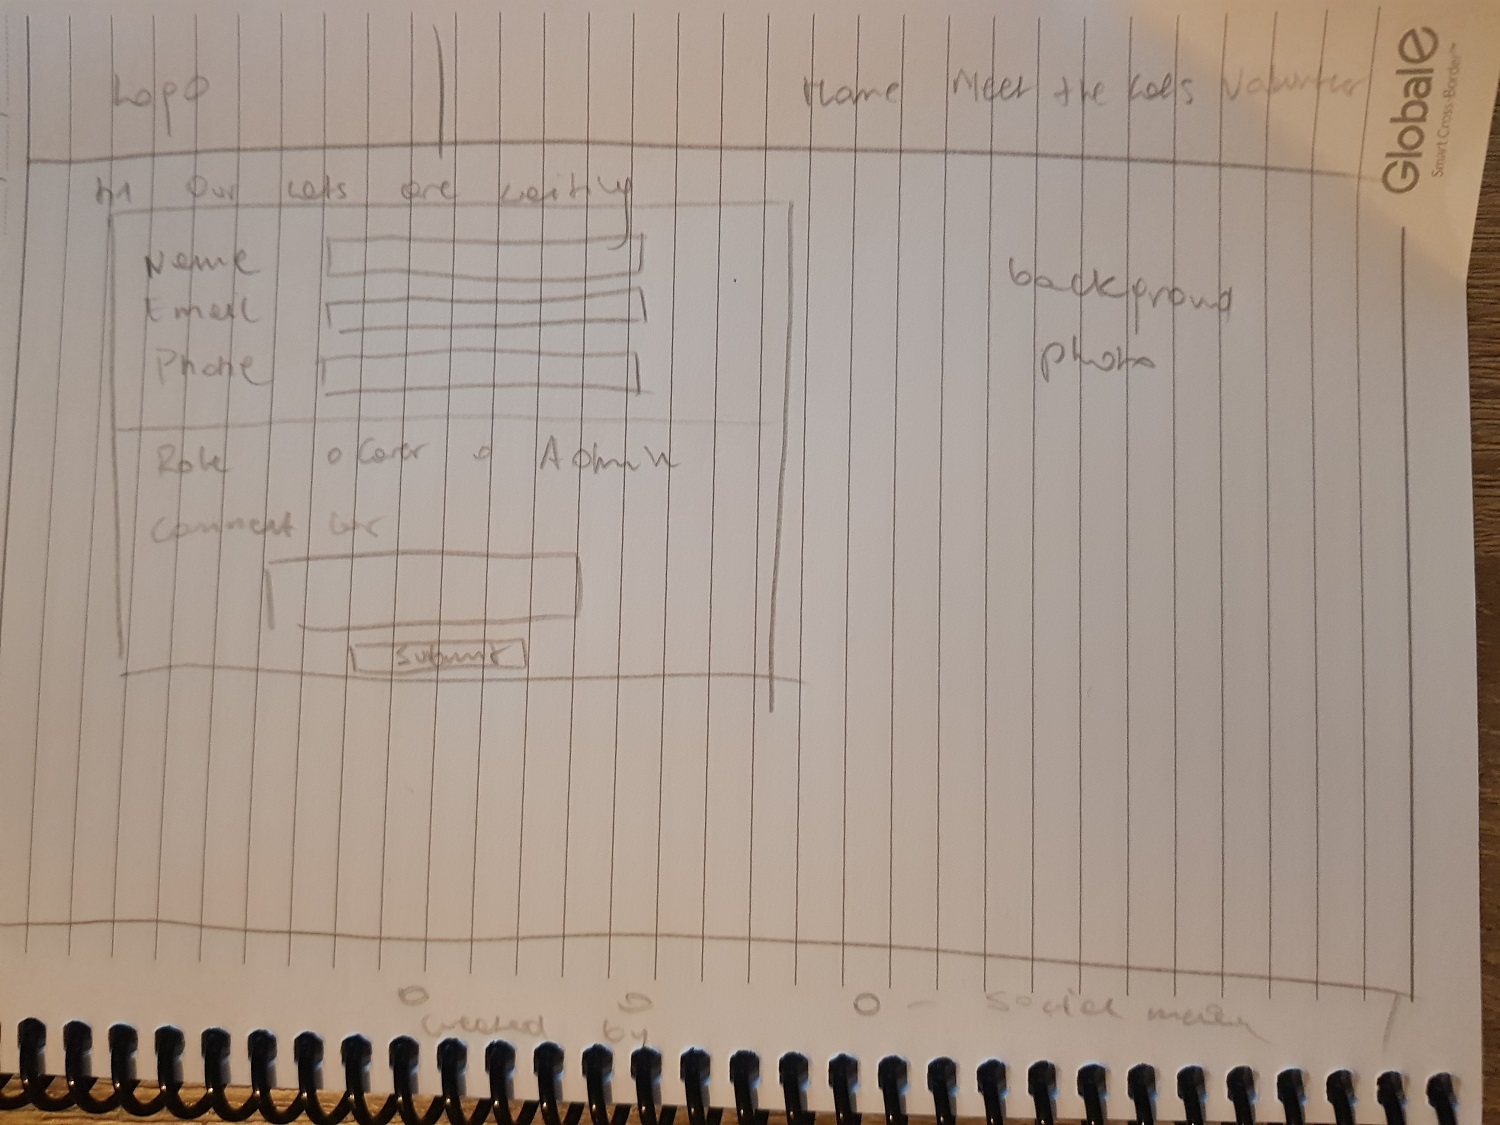 Logo
Home Meet the Cats Volunteer
GlobalE
Smart Cross-Border™
h1 Our cats are waiting
Name
Email
Phone
background
photo
Role o Carer o Admin
Comment box
Submit
Created by
O - Social media